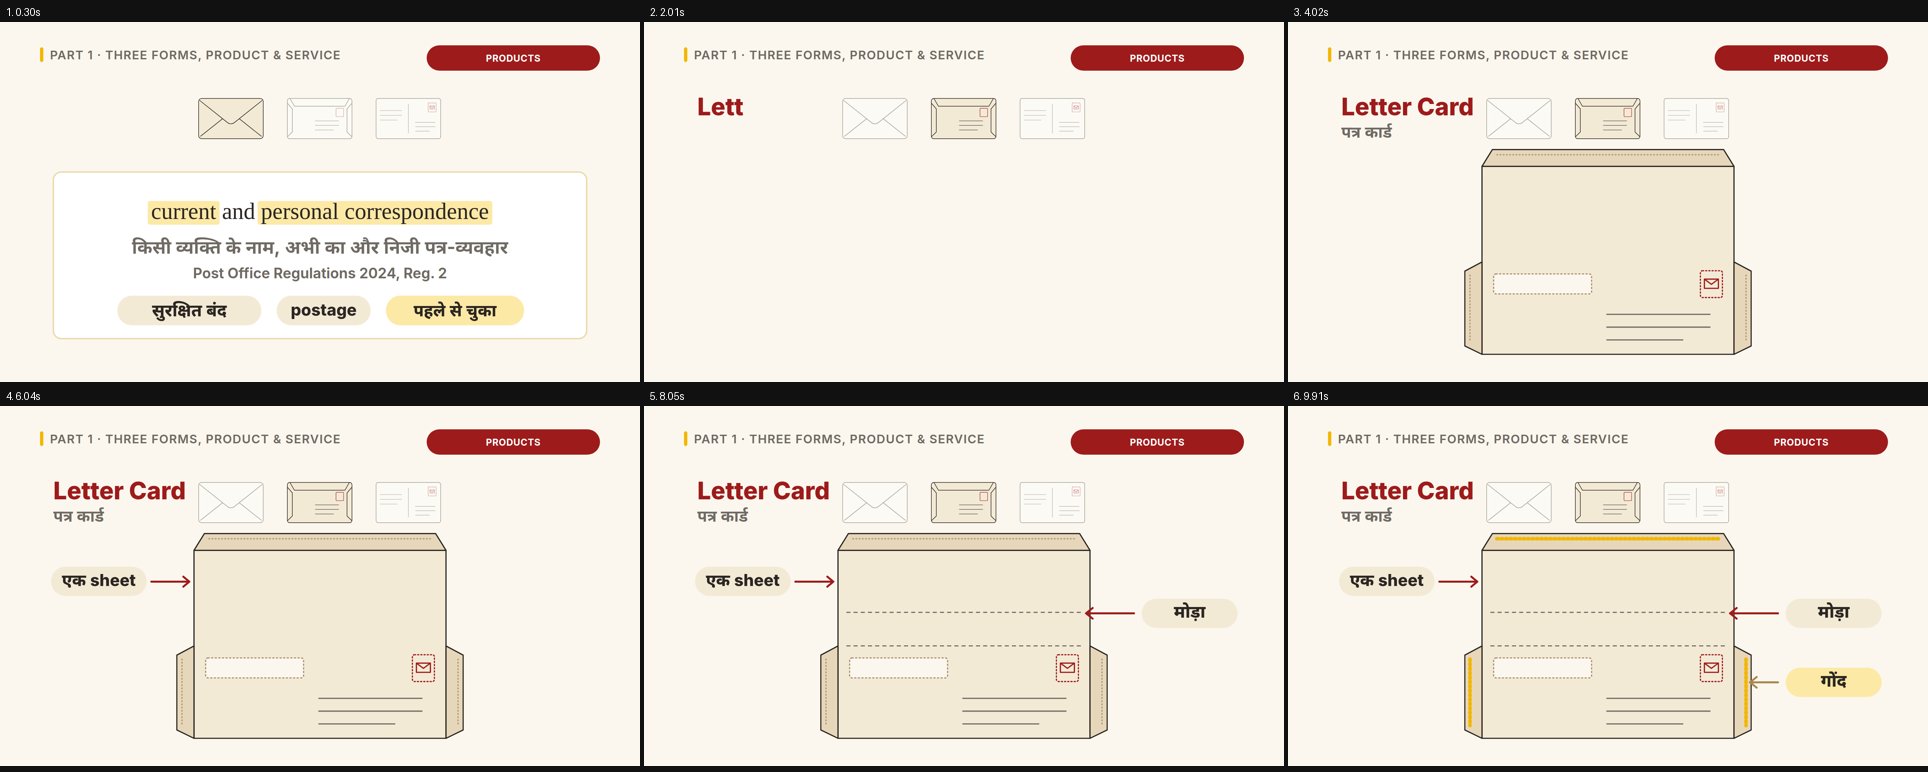 1. 0.30s
PART 1 · THREE FORMS, PRODUCT & SERVICE
PRODUCTS
current and personal correspondence
किसी व्यक्ति के नाम, अभी का और निजी पत्र-व्यवहार
Post Office Regulations 2024, Reg. 2
सुरक्षित बंद
postage
पहले से चुका
2. 2.01s
PART 1 · THREE FORMS, PRODUCT & SERVICE
PRODUCTS
Lett
3. 4.02s
PART 1 · THREE FORMS, PRODUCT & SERVICE
PRODUCTS
Letter Card
पत्र कार्ड
4. 6.04s
PART 1 · THREE FORMS, PRODUCT & SERVICE
PRODUCTS
Letter Card
पत्र कार्ड
एक sheet
5. 8.05s
PART 1 · THREE FORMS, PRODUCT & SERVICE
PRODUCTS
Letter Card
पत्र कार्ड
एक sheet
मोड़ा
6. 9.91s
PART 1 · THREE FORMS, PRODUCT & SERVICE
PRODUCTS
Letter Card
पत्र कार्ड
एक sheet
मोड़ा
गोंद